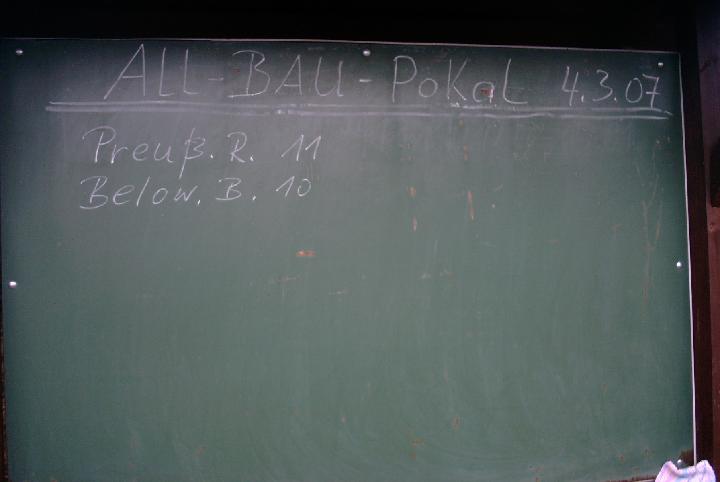 ALL-BAU-PoKal 4.3.07
Preuß. R. 11
Below. B. 10